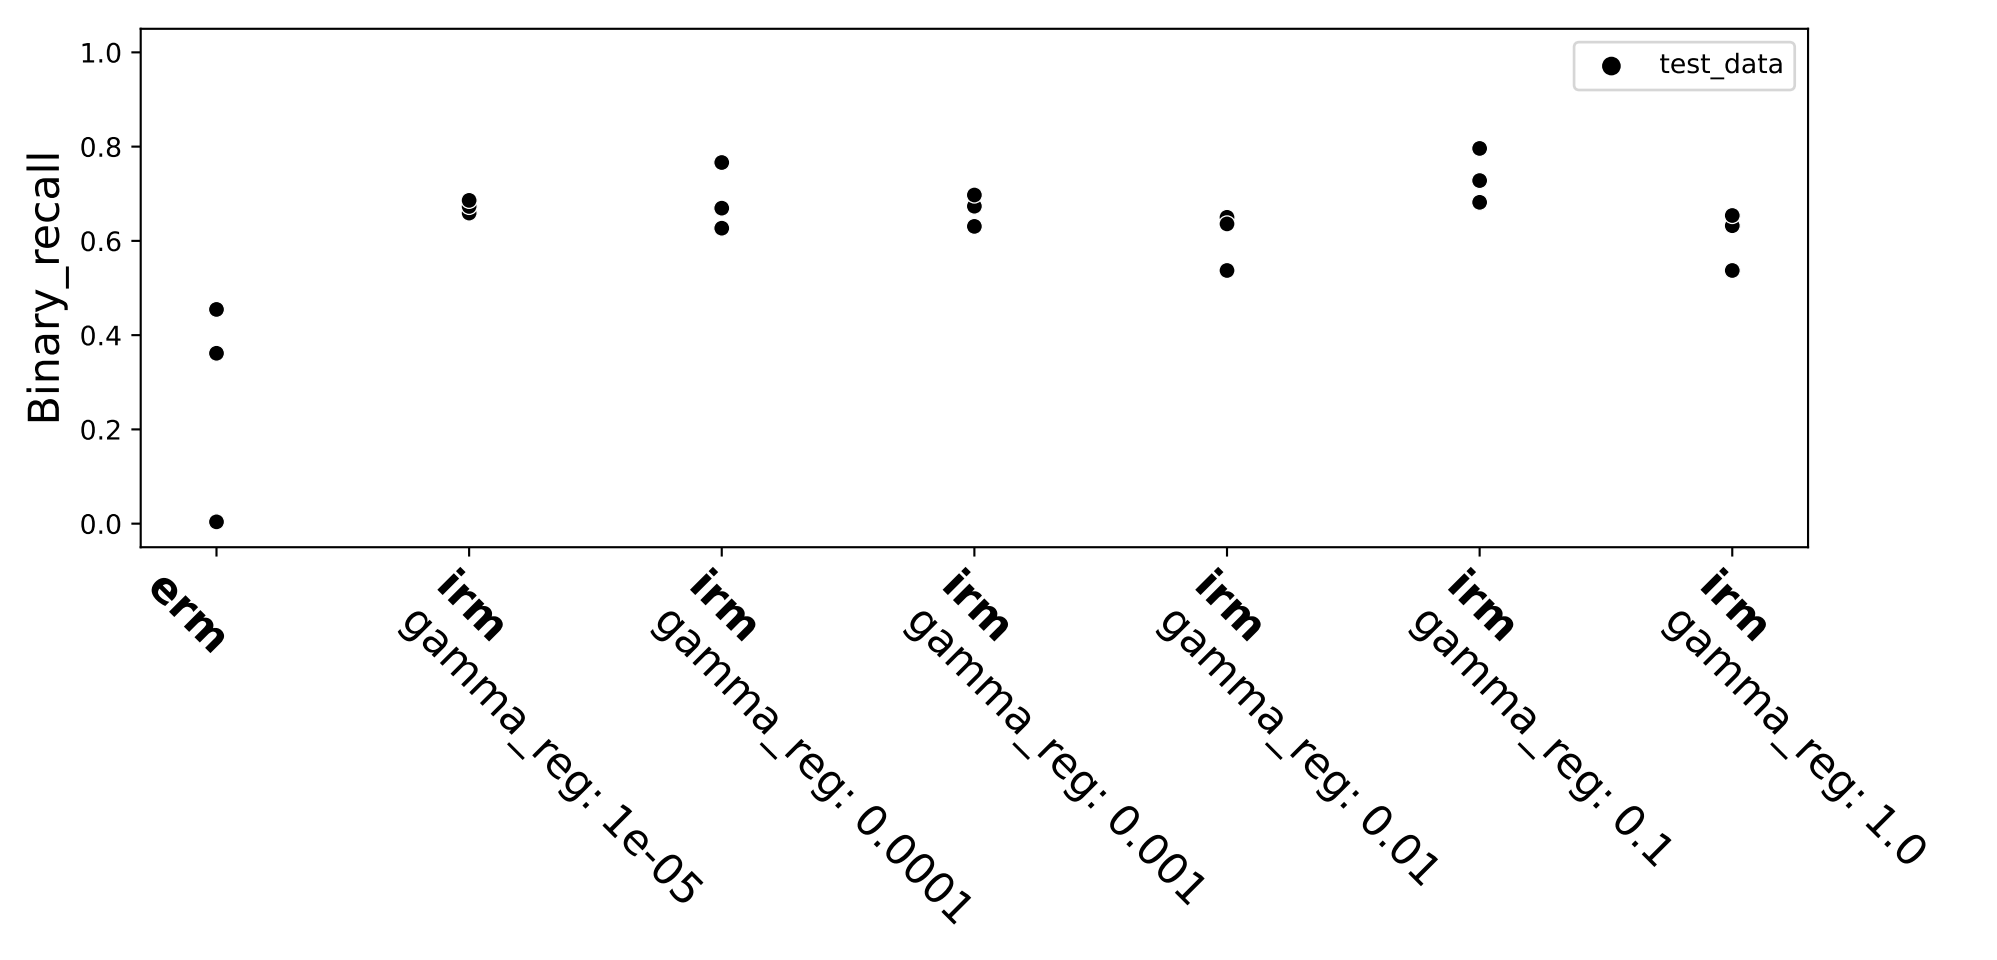 Binary_recall
1.0
0.8
0.6
0.4
0.2
0.0
test_data
erm
irm
gamma_reg: 1e-05
irm
gamma_reg: 0.0001
irm
gamma_reg: 0.001
irm
gamma_reg: 0.01
irm
gamma_reg: 0.1
irm
gamma_reg: 1.0